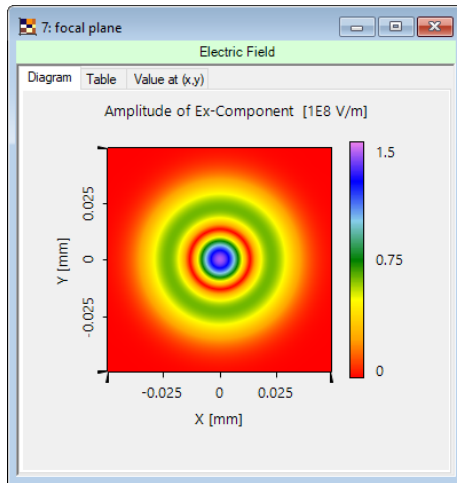 7: focal plane
Electric Field
Diagram Table Value at (x,y)
Amplitude of Ex-Component [1E8 V/m]
1.5
0.025
0.75
Y [mm]
0
-0.025
0
-0.025 0 0.025
X [mm]